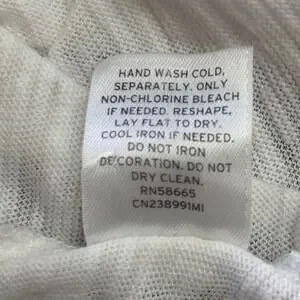 HAND WASH COLD,
SEPARATELY. ONLY
NON-CHLORINE BLEACH
IF NEEDED. RESHAPE,
LAY FLAT TO DRY.
COOL IRON IF NEEDED.
DO NOT IRON
DECORATION. DO NOT
DRY CLEAN.
RN58665
CN238991MI